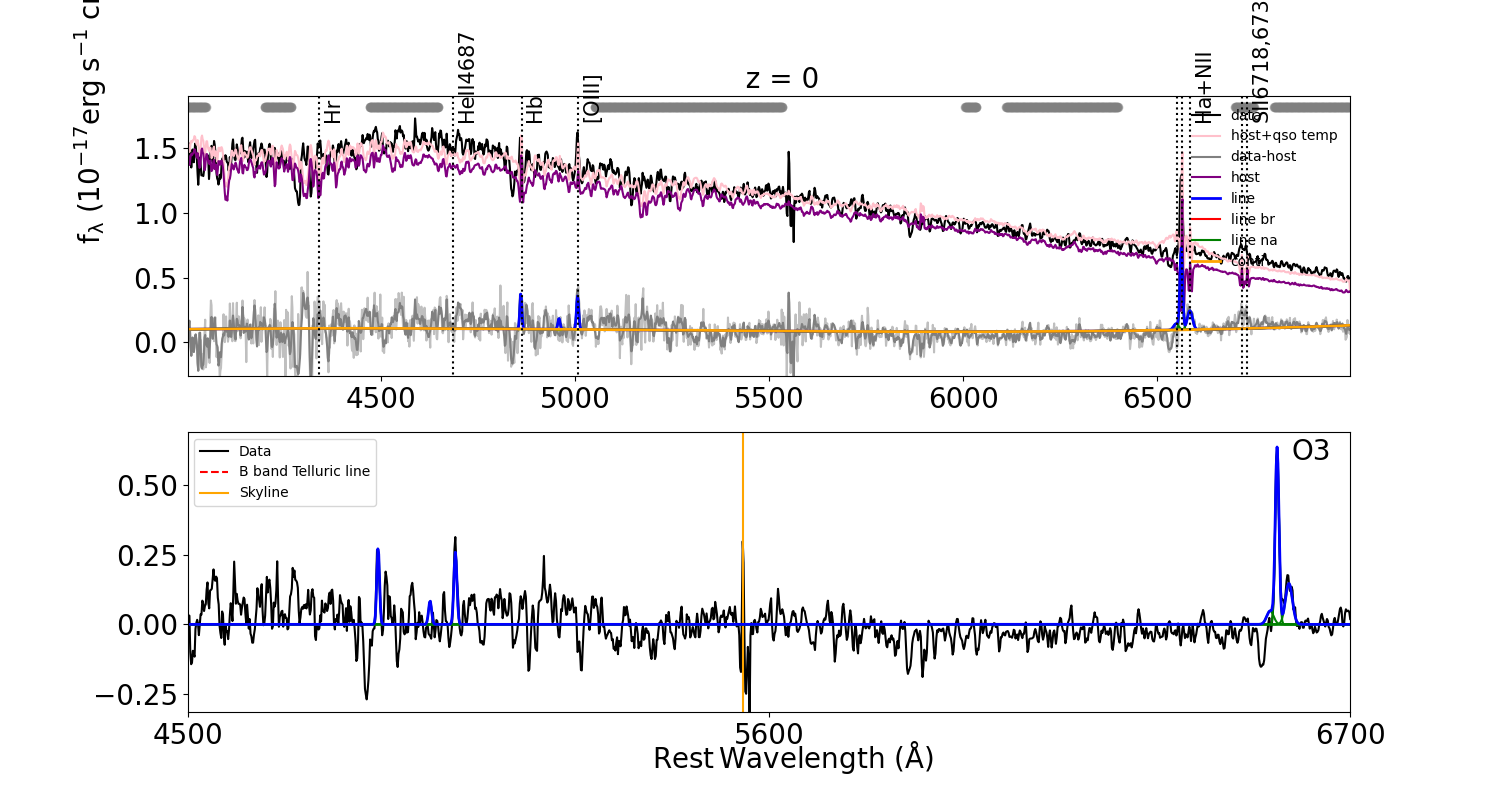 z = 0
f_λ (10^−17 erg s^−1 c
Hr
HeII4687
Hb
[OIII]
Ha+NII
SII6718,673
data
host+qso temp
data-host
host
line
line br
line na
conti
1.5
1.0
0.5
0.0
4500 5000 5500 6000 6500
Data
B band Telluric line
Skyline
O3
0.50
0.25
0.00
−0.25
4500 5600 6700
Rest Wavelength (Å)